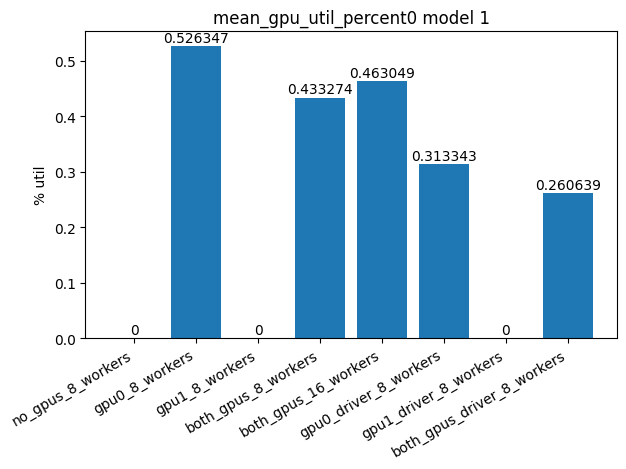 mean_gpu_util_percent0 model 1
% util
0.5
0.4
0.3
0.2
0.1
0.0
0
0.526347
0
0.433274
0.463049
0.313343
0
0.260639
no_gpus_8_workers
gpu0_8_workers
gpu1_8_workers
both_gpus_8_workers
both_gpus_16_workers
gpu0_driver_8_workers
gpu1_driver_8_workers
both_gpus_driver_8_workers